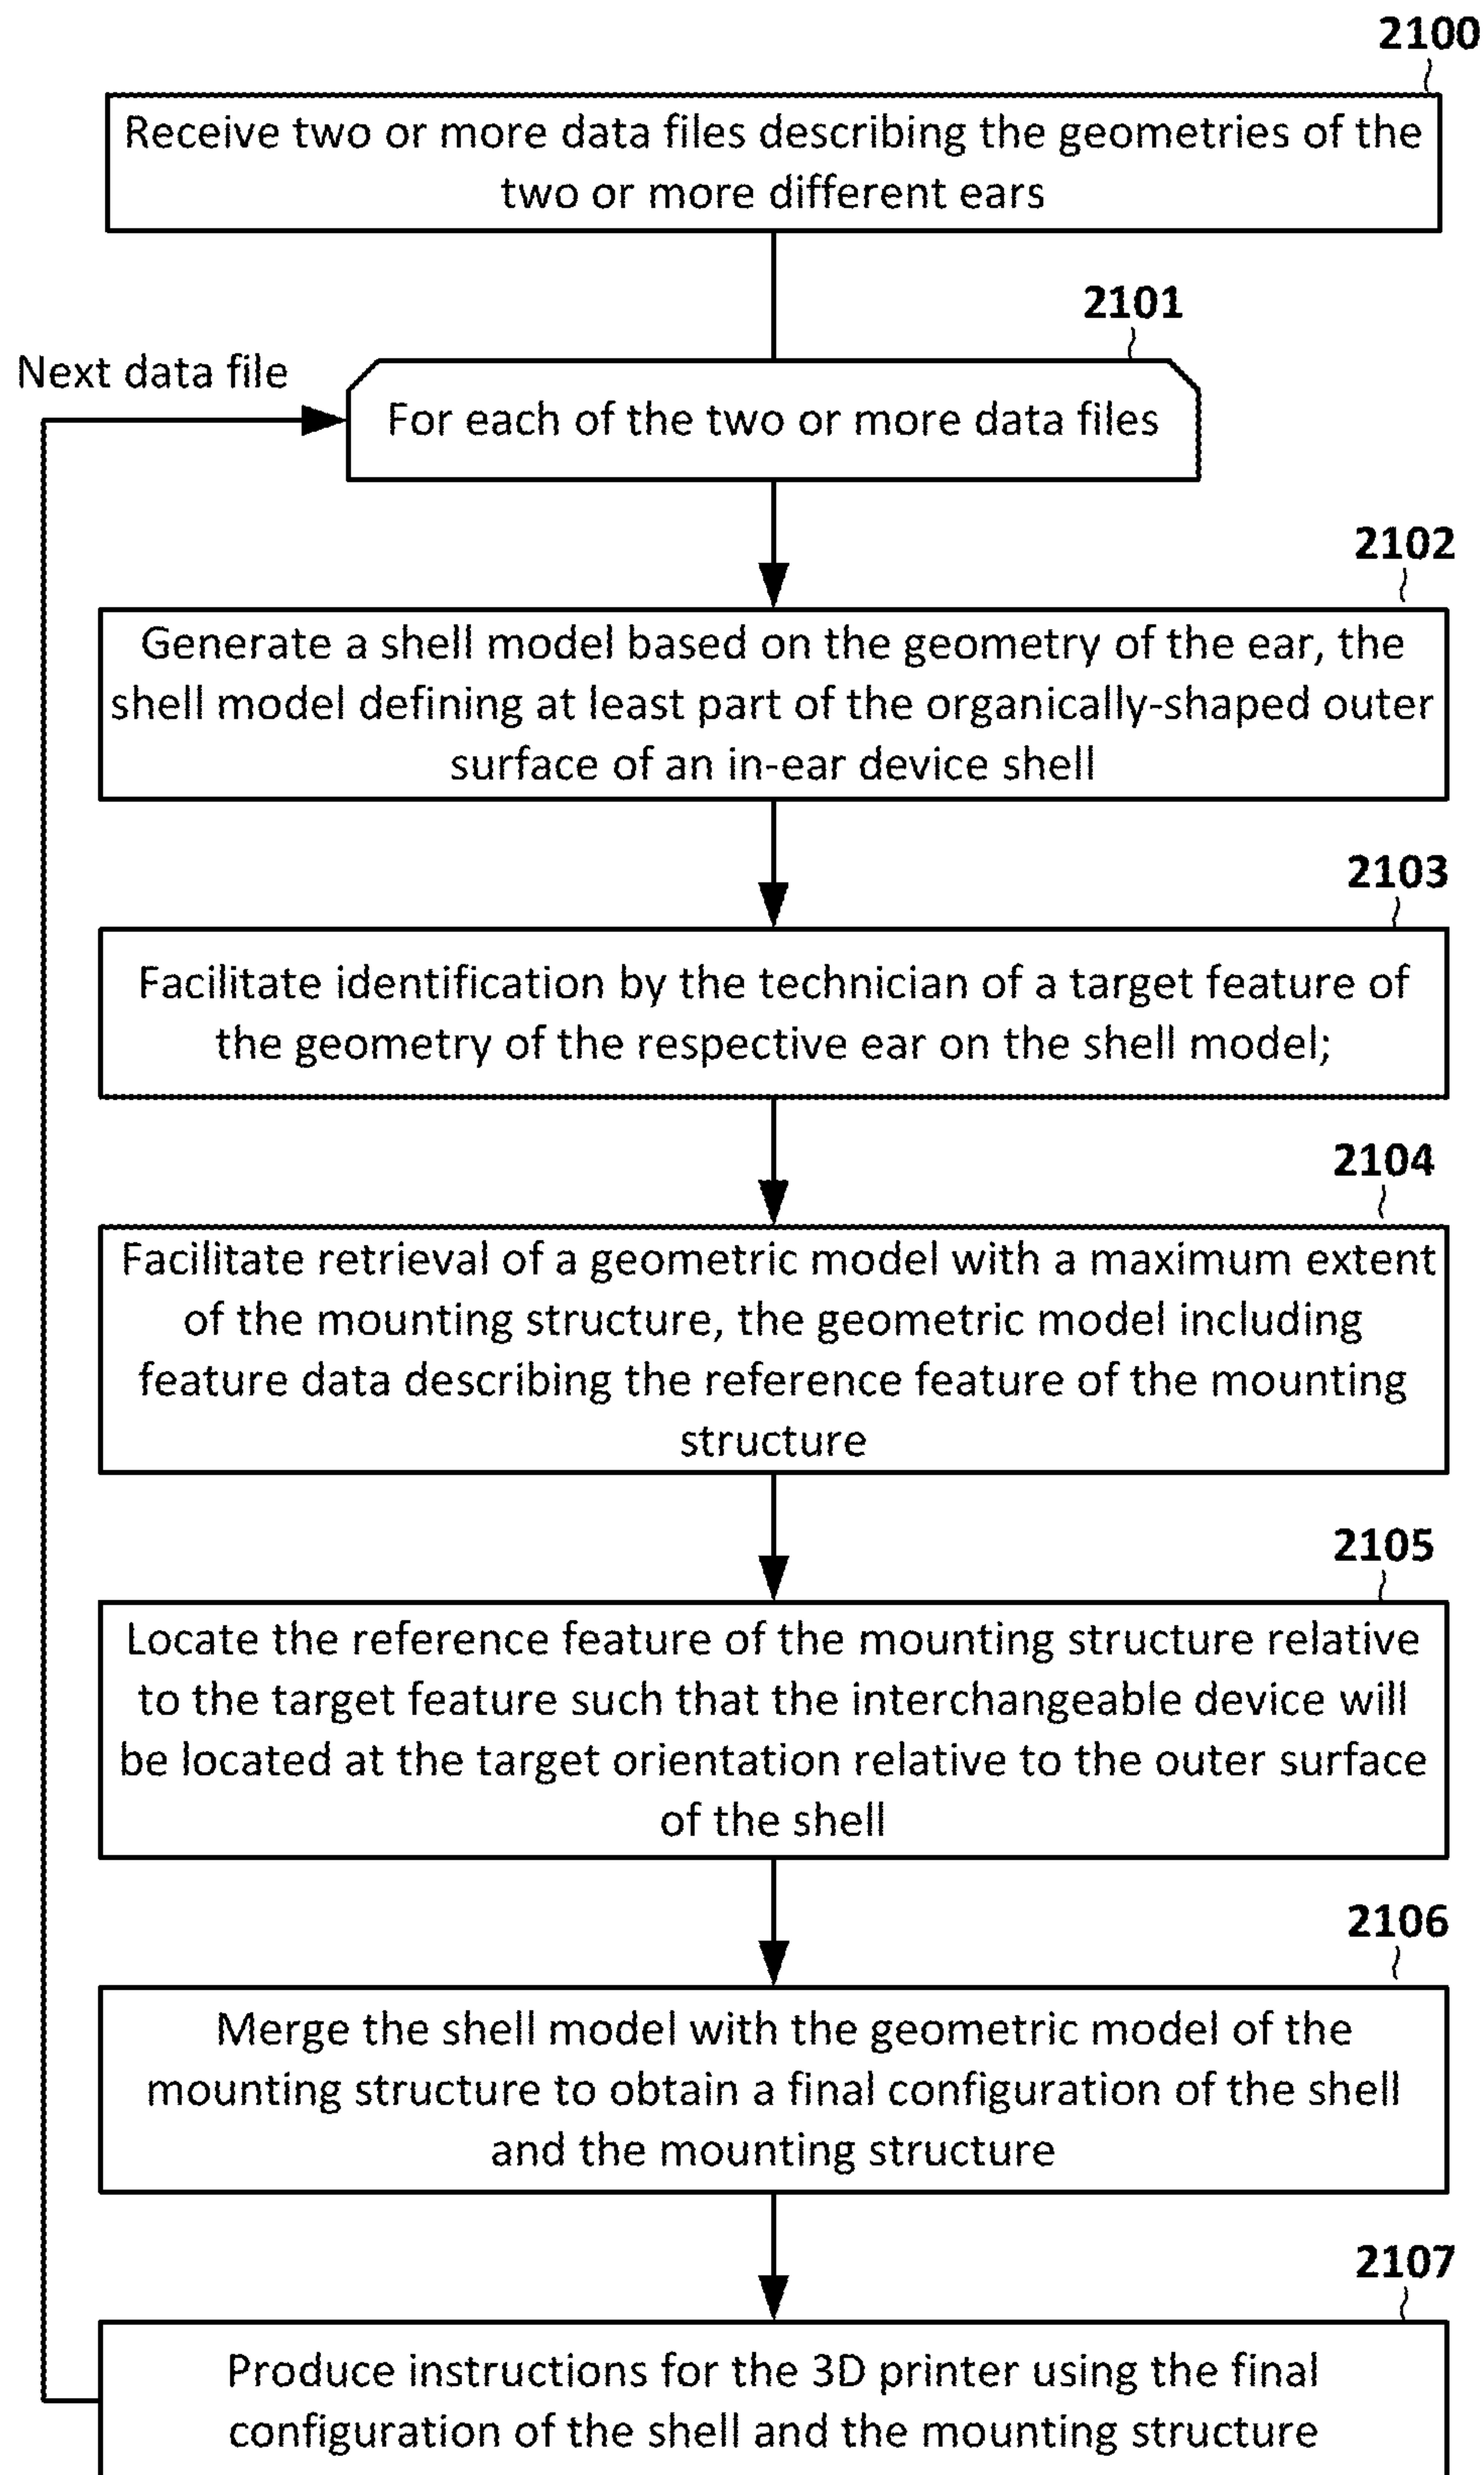 2100
Receive two or more data files describing the geometries of the
two or more different ears
2101
Next data file
For each of the two or more data files
2102
Generate a shell model based on the geometry of the ear, the
shell model defining at least part of the organically-shaped outer
surface of an in-ear device shell
2103
Facilitate identification by the technician of a target feature of
the geometry of the respective ear on the shell model;
2104
Facilitate retrieval of a geometric model with a maximum extent
of the mounting structure, the geometric model including
feature data describing the reference feature of the mounting
structure
2105
Locate the reference feature of the mounting structure relative
to the target feature such that the interchangeable device will
be located at the target orientation relative to the outer surface
of the shell
2106
Merge the shell model with the geometric model of the
mounting structure to obtain a final configuration of the shell
and the mounting structure
2107
Produce instructions for the 3D printer using the final
configuration of the shell and the mounting structure